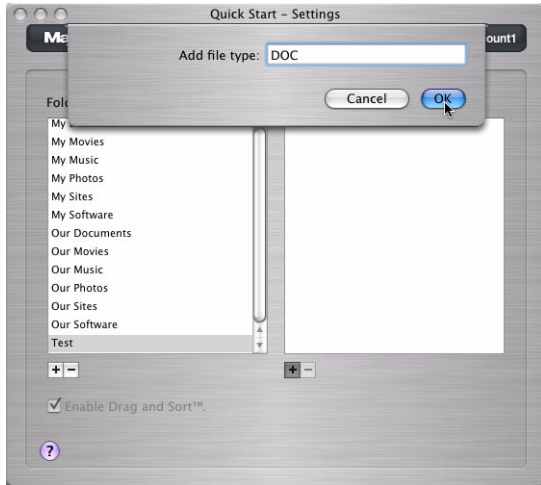 Quick Start – Settings
Ma
ount1
Add file type: DOC
Cancel
OK
Fol
My
My Movies
My Music
My Photos
My Sites
My Software
Our Documents
Our Movies
Our Music
Our Photos
Our Sites
Our Software
Test
+ −
+ −
Enable Drag and Sort™.
?